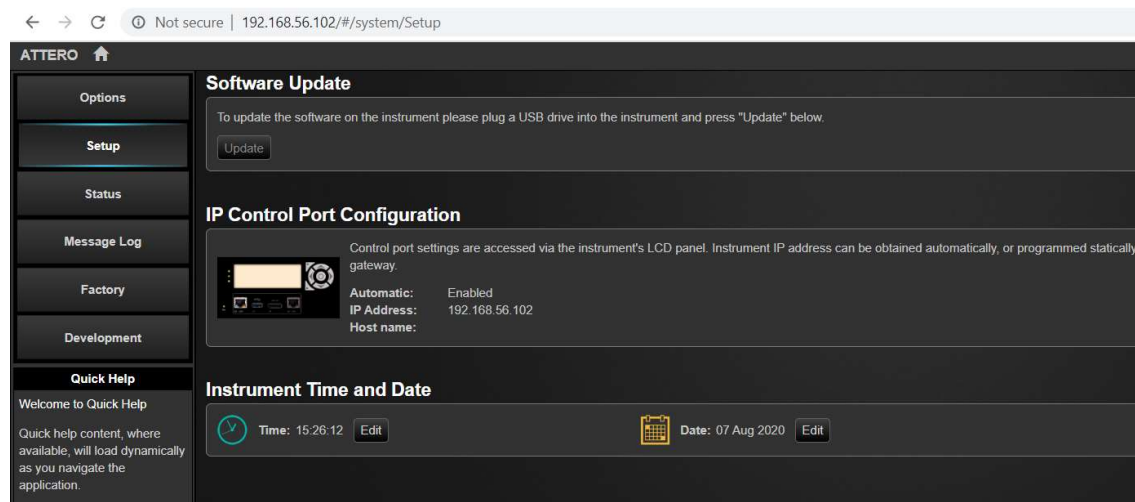 Not secure | 192.168.56.102/#/system/Setup
ATTERO
Options
Setup
Status
Message Log
Factory
Development
Quick Help
Welcome to Quick Help
Quick help content, where
available, will load dynamically
as you navigate the
application.
Software Update
To update the software on the instrument please plug a USB drive into the instrument and press "Update" below.
Update
IP Control Port Configuration
Control port settings are accessed via the instrument's LCD panel. Instrument IP address can be obtained automatically, or programmed statically
gateway.
Automatic: Enabled
IP Address: 192.168.56.102
Host name:
Instrument Time and Date
Time: 15:26:12 Edit Date: 07 Aug 2020 Edit